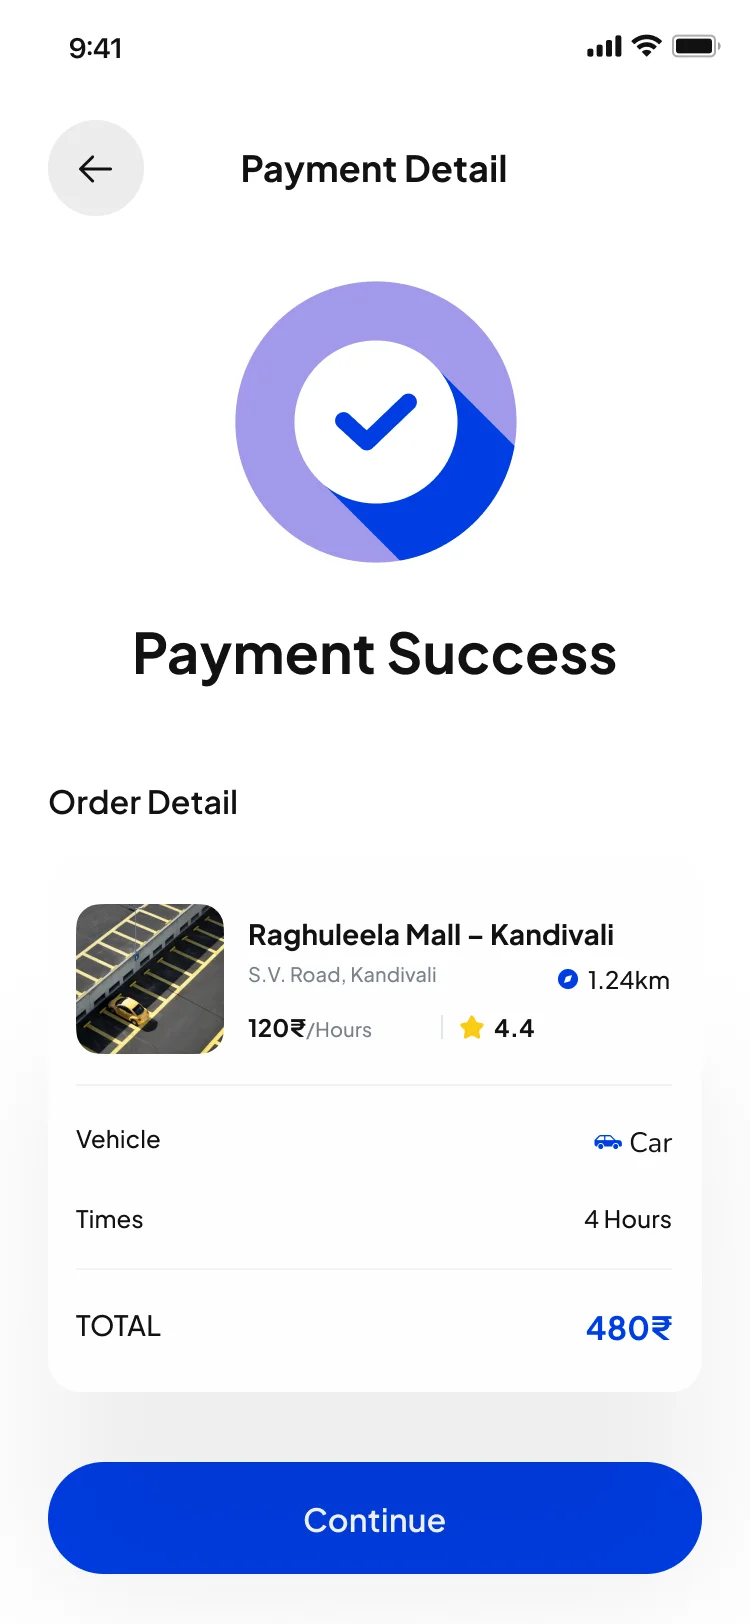 9:41
Payment Detail
Payment Success
Order Detail
Raghuleela Mall – Kandivali
S.V. Road, Kandivali
1.24km
120₹/Hours
4.4
Vehicle
Car
Times
4 Hours
TOTAL
480₹
Continue